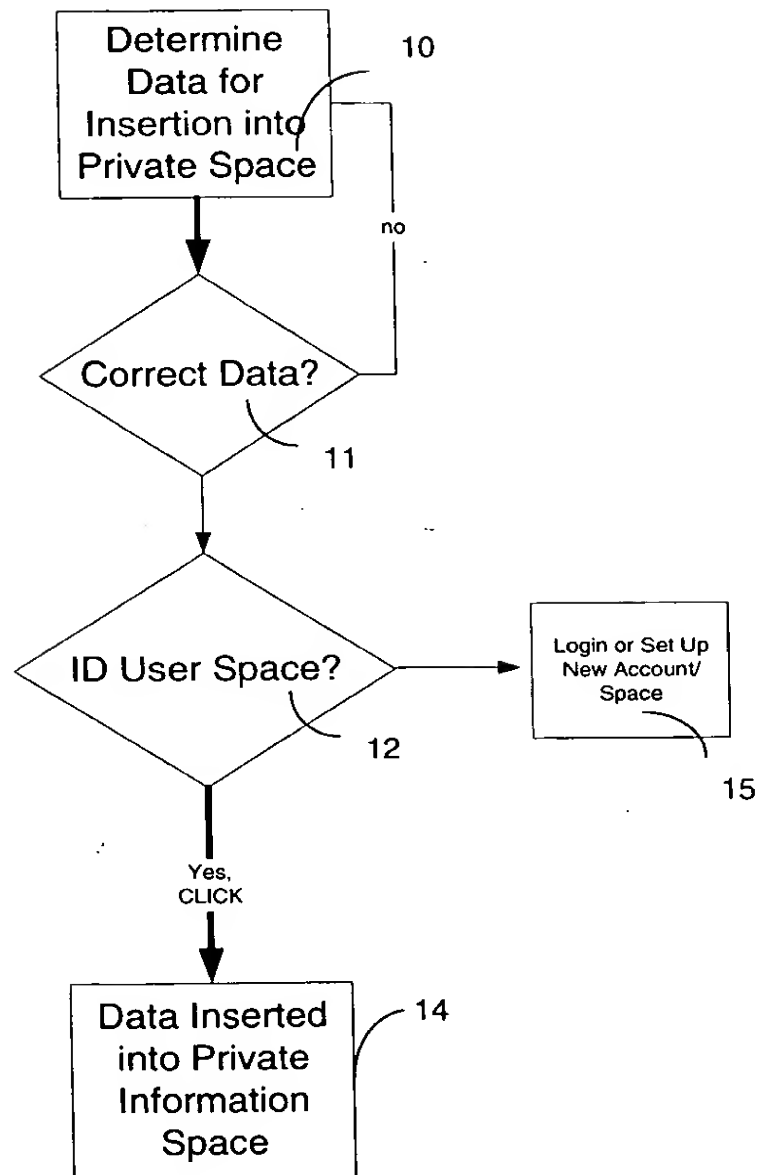 Determine
Data for
Insertion into
Private Space
10
no
Correct Data?
11
ID User Space?
12
Login or Set Up
New Account/
Space
15
Yes,
CLICK
Data Inserted
into Private
Information
Space
14